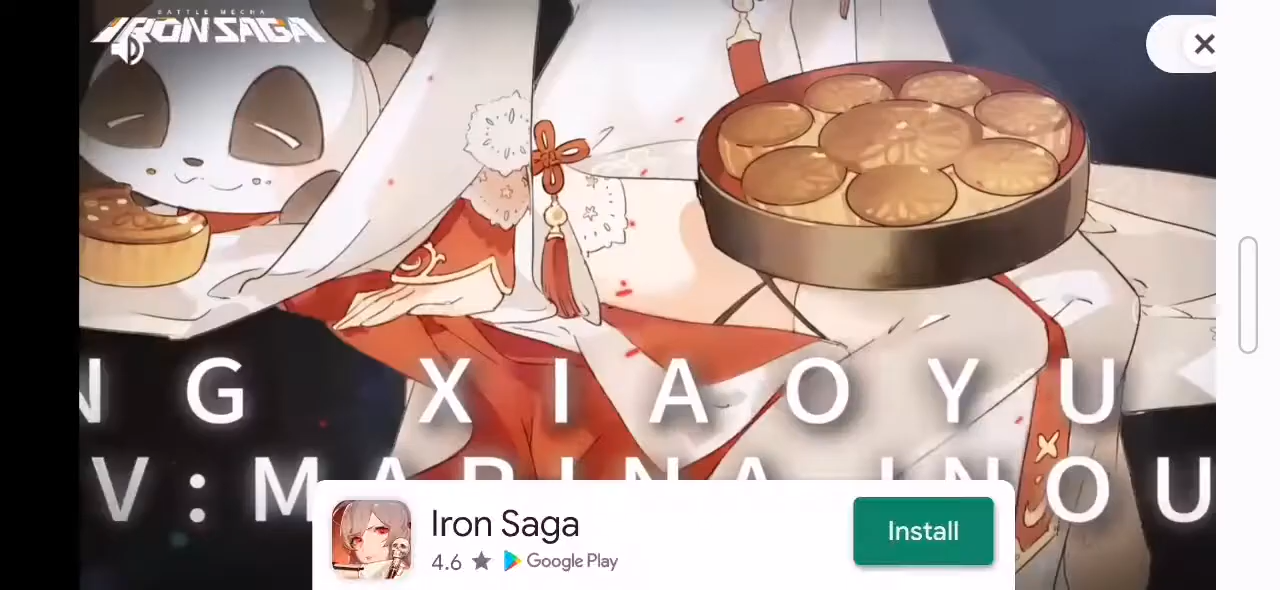 BATTLE MECHA
IRON SAGA
NG XIAOYU
V: MARINA INOU
Iron Saga
4.6 ★ Google Play
Install